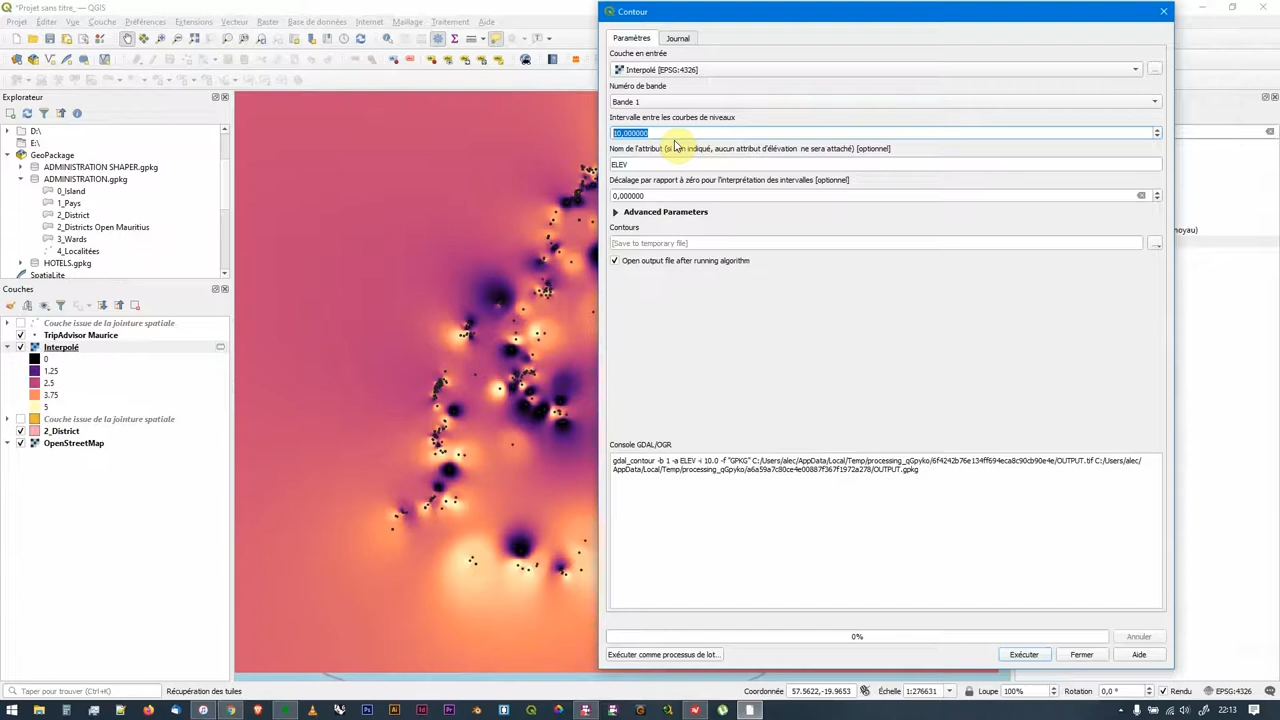 *Projet sans titre_ — QGIS
Projet Éditer Vue Couche Préférences Extensions Vecteur Raster Base de données Internet Maillage Traitement Aide
Explorateur
D:\
E:\
GeoPackage
ADMINISTRATION SHAPER.gpkg
ADMINISTRATION.gpkg
0_Island
1_Pays
2_District
2_Districts Open Mauritius
3_Wards
4_Localitées
HOTELS.gpkg
SpatiaLite
Couches
Couche issue de la jointure spatiale
TripAdvisor Maurice
Interpolé
0
1.25
2.5
3.75
5
Couche issue de la jointure spatiale
2_District
OpenStreetMap
Contour
Paramètres Journal
Couche en entrée
Interpolé [EPSG:4326]
Numéro de bande
Bande 1
Intervalle entre les courbes de niveaux
10,000000
Nom de l'attribut (si non indiqué, aucun attribut d'élévation ne sera attaché) [optionnel]
ELEV
Décalage par rapport à zéro pour l'interprétation des intervalles [optionnel]
0,000000
Advanced Parameters
Contours
[Save to temporary file]
Open output file after running algorithm
Console GDAL/OGR
gdal_contour -b 1 -a ELEV -i 10.0 -f "GPKG" C:/Users/alec/AppData/Local/Temp/processing_qGpyko/6f4242b76e134ff694eca8c90cb90e4e/OUTPUT.tif C:/Users/alec/
AppData/Local/Temp/processing_qGpyko/a6a59a7c80ce4e00887f367f1972a278/OUTPUT.gpkg
0%
Annuler
Exécuter comme processus de lot...
Exécuter Fermer Aide
noyau)
Taper pour trouver (Ctrl+K) Récupération des tuiles Coordonnée 57.5622,-19.9653 Échelle 1:276631 Loupe 100% Rotation 0,0 ° Rendu EPSG:4326
22:13